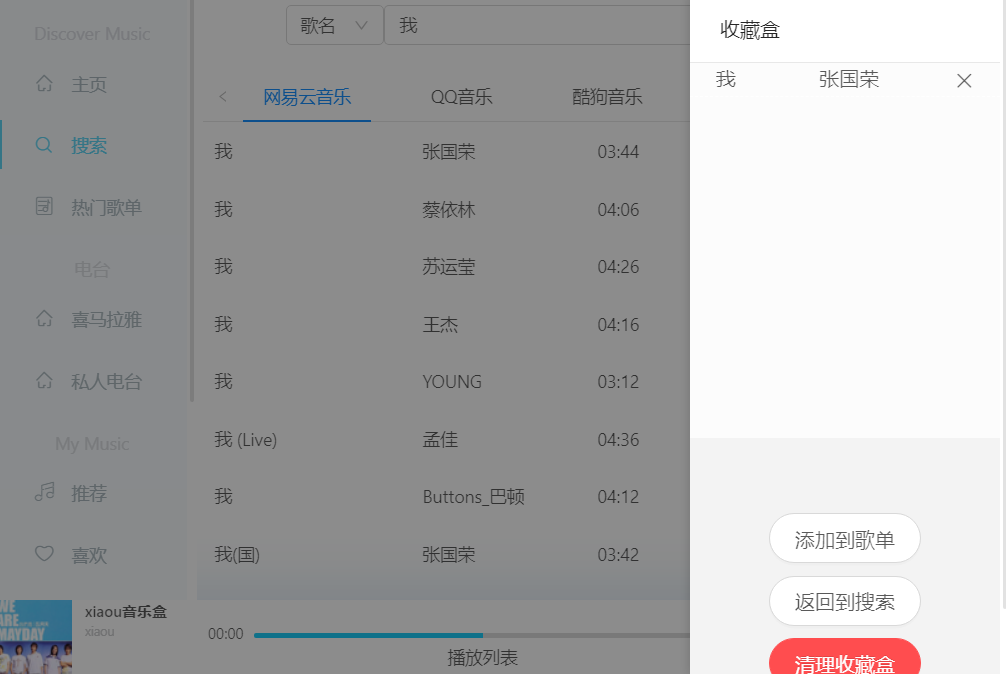 Discover Music
主页
搜索
热门歌单
电台
喜马拉雅
私人电台
My Music
推荐
喜欢
歌名 我
网易云音乐 QQ音乐 酷狗音乐
我 张国荣 03:44
我 蔡依林 04:06
我 苏运莹 04:26
我 王杰 04:16
我 YOUNG 03:12
我 (Live) 孟佳 04:36
我 Buttons_巴顿 04:12
我(国) 张国荣 03:42
收藏盒
我 张国荣
添加到歌单
返回到搜索
清理收藏盒
WE
ARE
MAYDAY
xiaou音乐盒
xiaou
00:00
播放列表